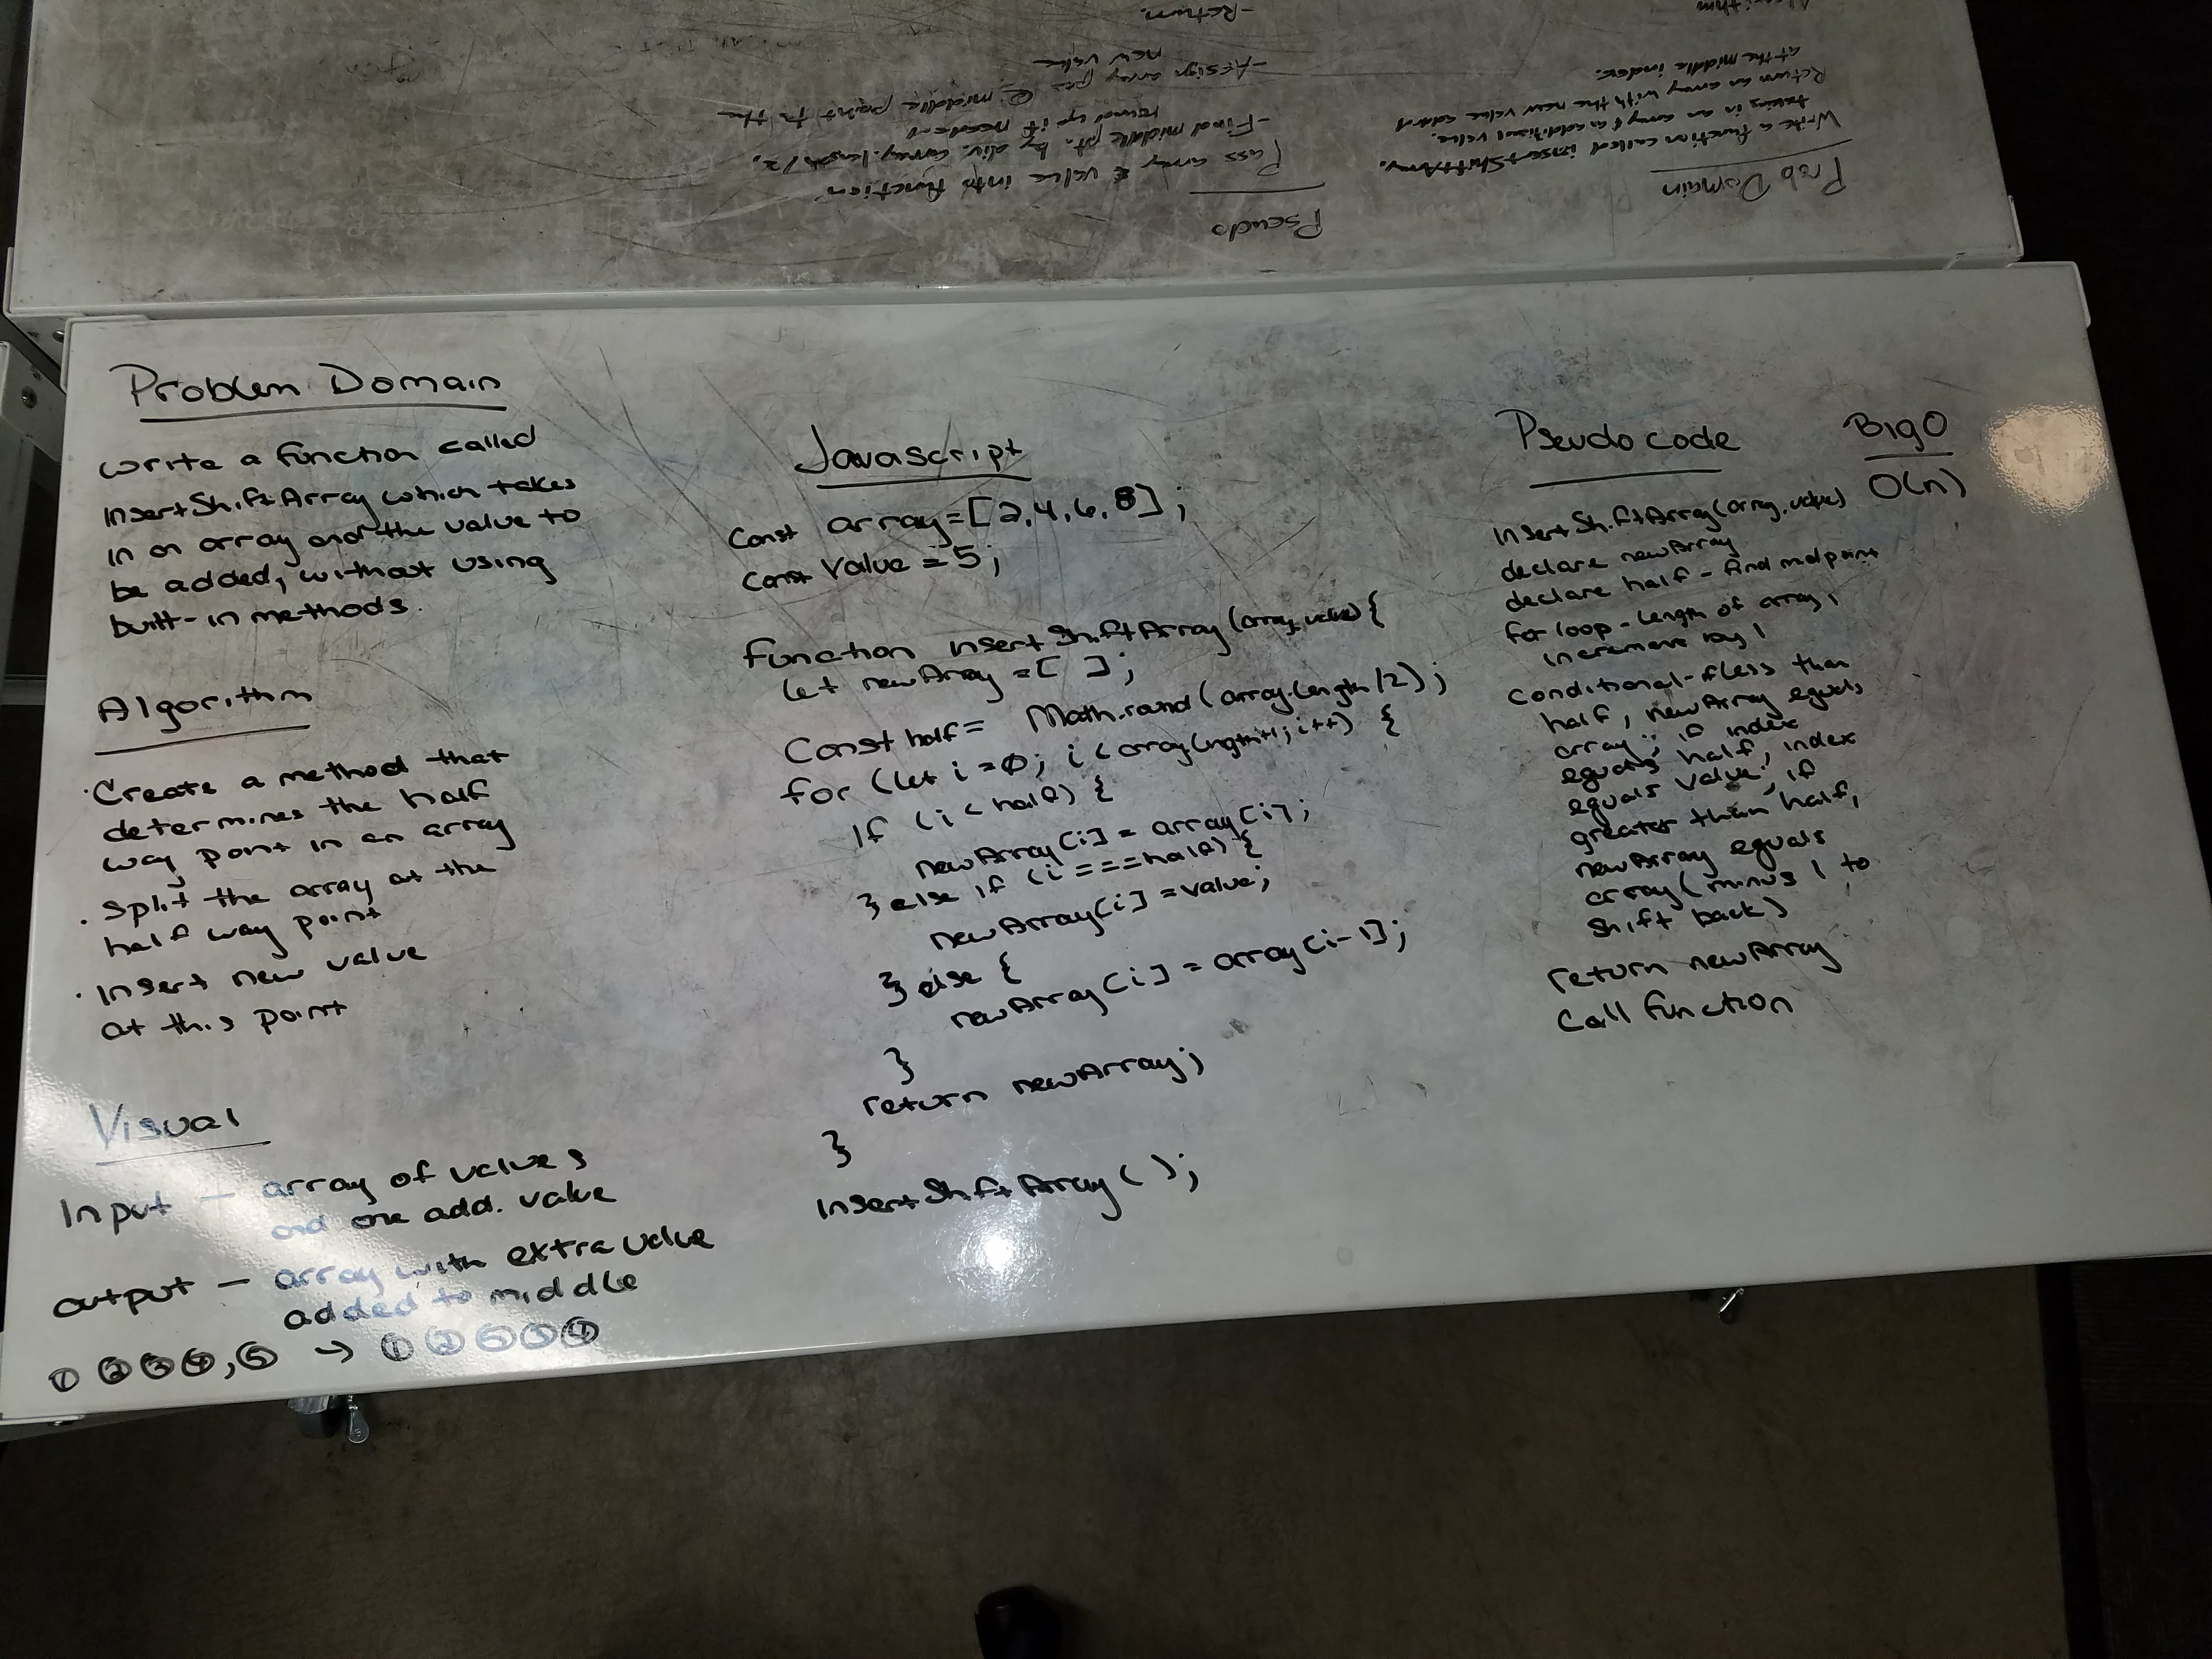 Problem Domain
write a function called
insertShiftArray which takes
in an array and the value to
be added, without using
built-in methods.
Algorithm
· Create a method that
determines the half
way point in an array
· Split the array at the
half way point
· Insert new value
at this point
Visual
Input — array of values
and one add. value
output — array with extra value
added to middle
① ② ③ ④, ⑤ → ① ② ⑤ ③ ④
Javascript
const array = [2,4,6,8];
const value = 5;
function insertShiftArray (array, value) {
let newArray = [ ];
const half = Math.round (array.length/2);
for (let i = 0; i < array.length+1; i++) {
if (i < half) {
newArray[i] = array[i];
} else if (i === half) {
newArray[i] = value;
} else {
newArray[i] = array[i-1];
}
return newArray;
}
insertShiftArray ( );
Pseudo code
insertShiftArray(array, value)
declare newArray
declare half - find midpoint
for loop - length of array,
increment by 1
conditional - if less than
half, newArray equals
array; if index
equals half, index
equals value; if
greater than half,
newArray equals
array (minus 1 to
shift back)
return newArray
call function
Big O
O(n)
Prob Domain
Write a function called insertShiftArray.
taking in an array & an additional value.
Return an array with the new value added
at the middle index.
Pseudo
Pass array & value into function
- Find middle pt. by array.length/2,
round up if needed
- Assign array @ middle point to the
new value
- Return